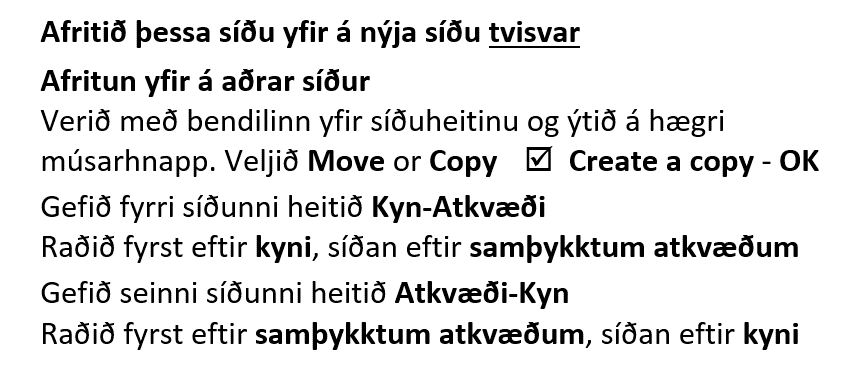 Afritið þessa síðu yfir á nýja síðu tvisvar
Afritun yfir á aðrar síður
Verið með bendilinn yfir síðuheitinu og ýtið á hægri
músarhnapp. Veljið Move or Copy ☑ Create a copy - OK
Gefið fyrri síðunni heitið Kyn-Atkvæði
Raðið fyrst eftir kyni, síðan eftir samþykktum atkvæðum
Gefið seinni síðunni heitið Atkvæði-Kyn
Raðið fyrst eftir samþykktum atkvæðum, síðan eftir kyni